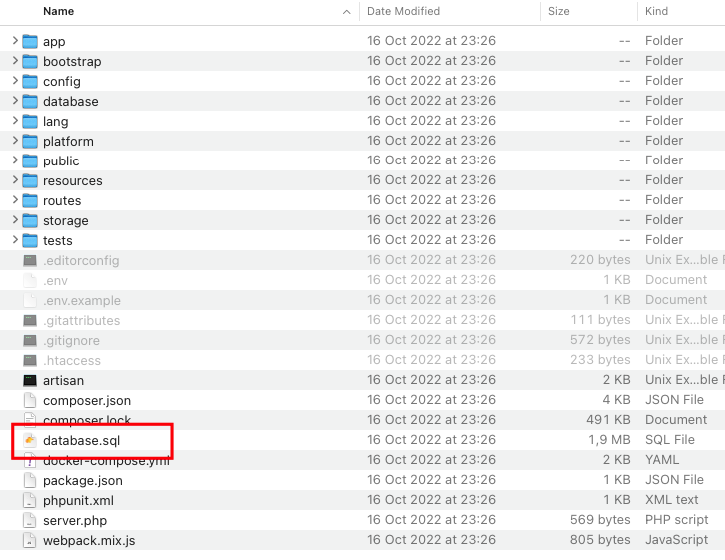 Name Date Modified Size Kind
app 16 Oct 2022 at 23:26 -- Folder
bootstrap 16 Oct 2022 at 23:26 -- Folder
config 16 Oct 2022 at 23:26 -- Folder
database 16 Oct 2022 at 23:26 -- Folder
lang 16 Oct 2022 at 23:26 -- Folder
platform 16 Oct 2022 at 23:26 -- Folder
public 16 Oct 2022 at 23:26 -- Folder
resources 16 Oct 2022 at 23:26 -- Folder
routes 16 Oct 2022 at 23:26 -- Folder
storage 16 Oct 2022 at 23:26 -- Folder
tests 16 Oct 2022 at 23:26 -- Folder
.editorconfig 16 Oct 2022 at 23:26 220 bytes Unix Ex...ble F
.env 16 Oct 2022 at 23:26 1 KB Document
.env.example 16 Oct 2022 at 23:26 1 KB Document
.gitattributes 16 Oct 2022 at 23:26 111 bytes Unix Ex...ble F
.gitignore 16 Oct 2022 at 23:26 572 bytes Unix Ex...ble F
.htaccess 16 Oct 2022 at 23:26 233 bytes Unix Ex...ble F
artisan 16 Oct 2022 at 23:26 2 KB Unix Ex...ble F
composer.json 16 Oct 2022 at 23:26 4 KB JSON File
composer.lock 16 Oct 2022 at 23:26 491 KB Document
database.sql 16 Oct 2022 at 23:26 1,9 MB SQL File
docker-compose.yml 16 Oct 2022 at 23:26 2 KB YAML
package.json 16 Oct 2022 at 23:26 1 KB JSON File
phpunit.xml 16 Oct 2022 at 23:26 1 KB XML text
server.php 16 Oct 2022 at 23:26 569 bytes PHP script
webpack.mix.js 16 Oct 2022 at 23:26 805 bytes JavaScript